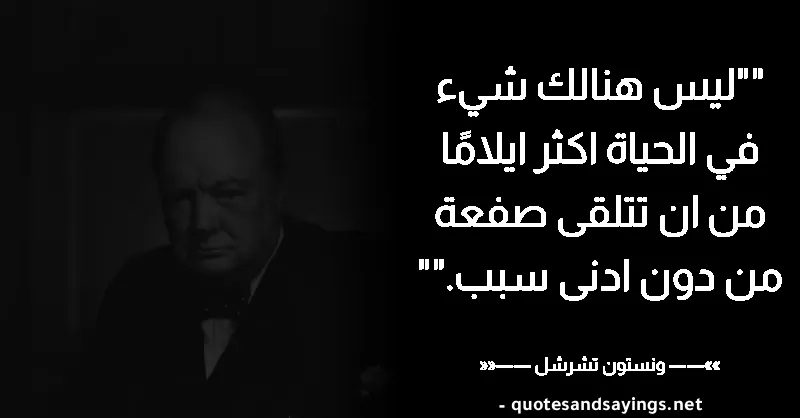 ""ليس هنالك شيء
في الحياة اكثر ايلامًا
من ان تتلقى صفعة
من دون ادنى سبب.""
»—— ونستون تشرشل ——««
- quotesandsayings.net